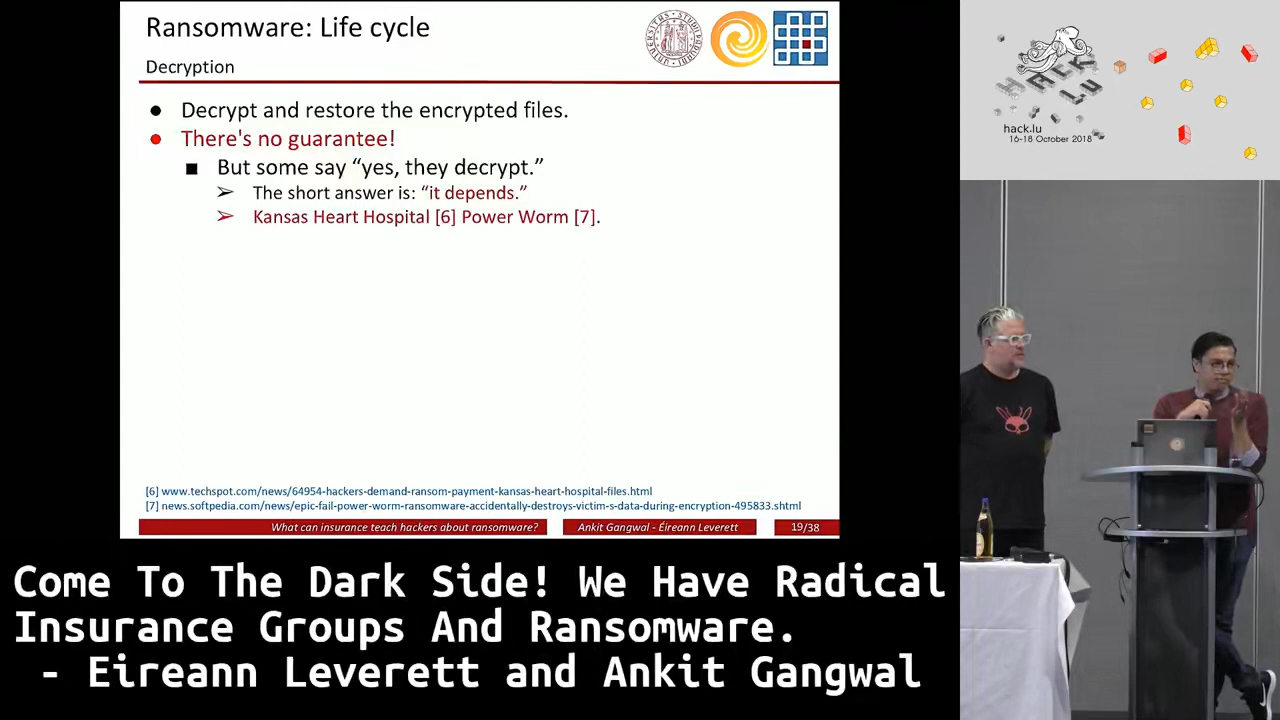 Ransomware: Life cycle
Decryption
Decrypt and restore the encrypted files.
There's no guarantee!
But some say “yes, they decrypt.”
The short answer is: “it depends.”
Kansas Heart Hospital [6] Power Worm [7].
[6] www.techspot.com/news/64954-hackers-demand-ransom-payment-kansas-heart-hospital-files.html
[7] news.softpedia.com/news/epic-fail-power-worm-ransomware-accidentally-destroys-victim-s-data-during-encryption-495833.shtml
What can insurance teach hackers about ransomware?
Ankit Gangwal - Éireann Leverett
19/38
HACK
LU
hack.lu
16-18 October 2018
Come To The Dark Side! We Have Radical
Insurance Groups And Ransomware.
- Eireann Leverett and Ankit Gangwal